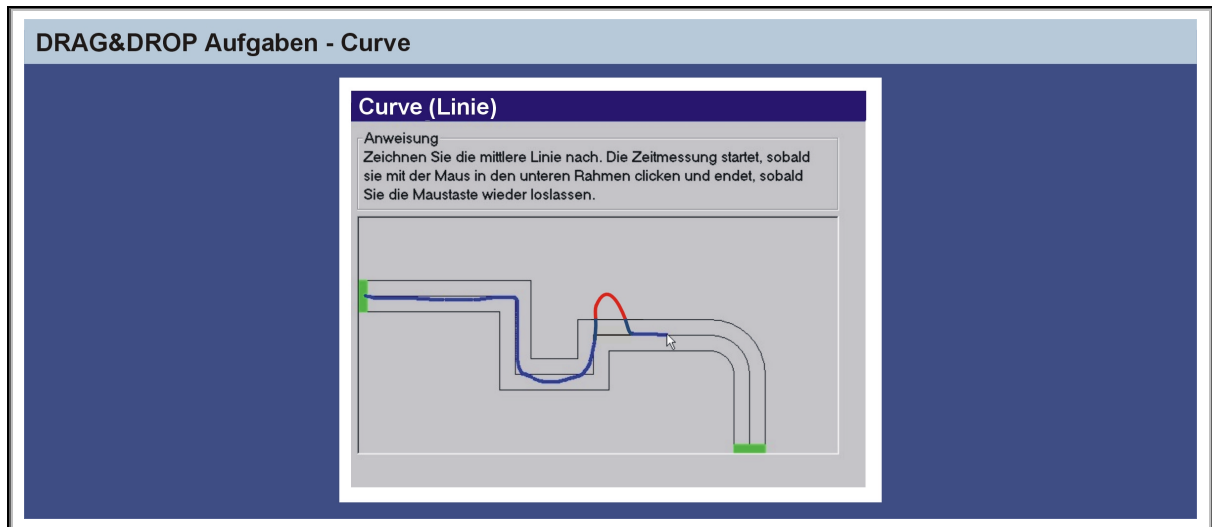 DRAG&DROP Aufgaben - Curve
Curve (Linie)
Anweisung
Zeichnen Sie die mittlere Linie nach. Die Zeitmessung startet, sobald
sie mit der Maus in den unteren Rahmen clicken und endet, sobald
Sie die Maustaste wieder loslassen.